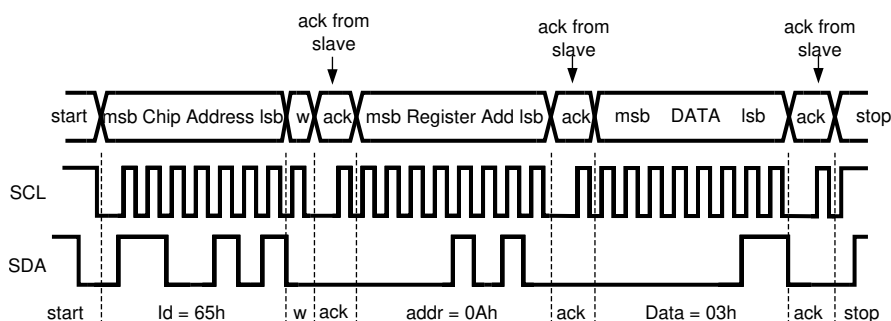 ack from
slave
ack from
slave
ack from
slave
start
msb Chip Address lsb
w
ack
msb Register Add lsb
ack
msb DATA lsb
ack
stop
SCL
SDA
start
Id = 65h
w
ack
addr = 0Ah
ack
Data = 03h
ack
stop